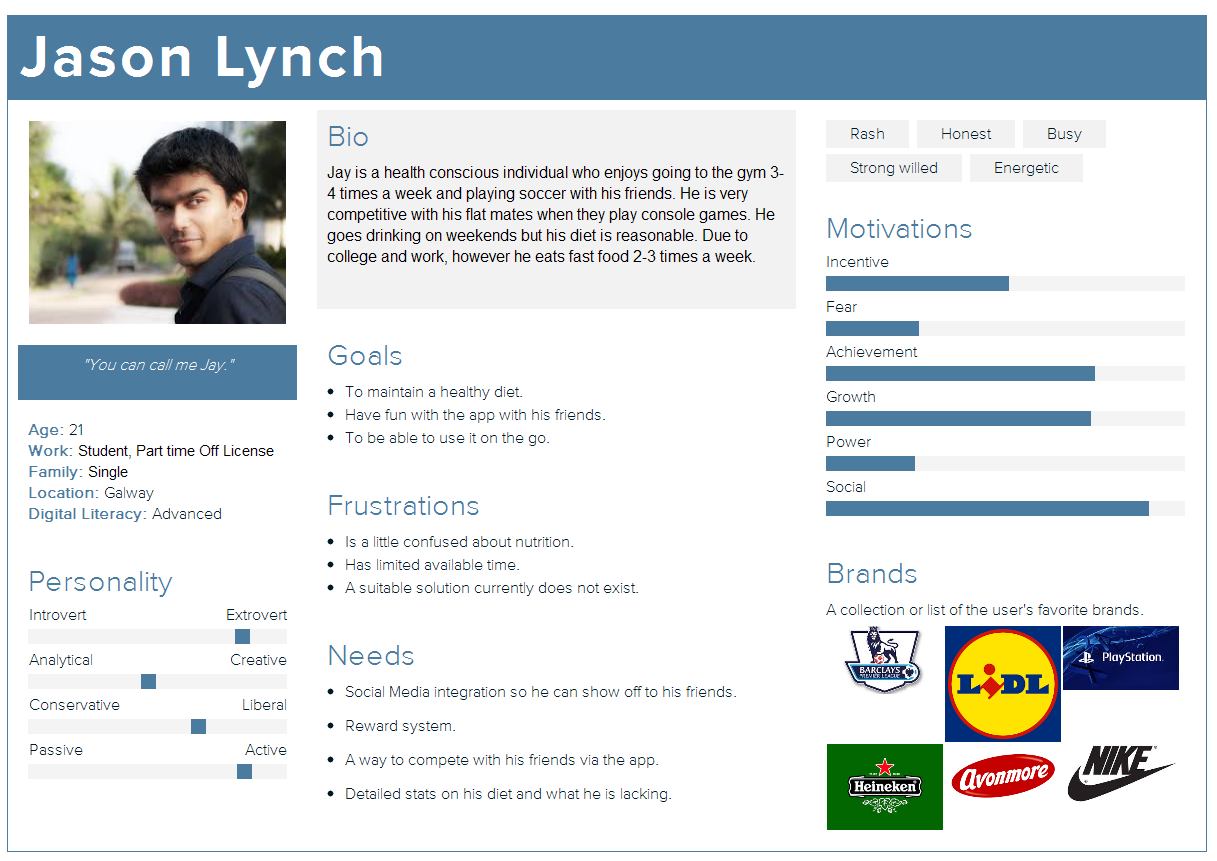 Jason Lynch
"You can call me Jay."
Age: 21
Work: Student, Part time Off License
Family: Single
Location: Galway
Digital Literacy: Advanced
Personality
Introvert Extrovert
Analytical Creative
Conservative Liberal
Passive Active
Bio
Jay is a health conscious individual who enjoys going to the gym 3-
4 times a week and playing soccer with his friends. He is very
competitive with his flat mates when they play console games. He
goes drinking on weekends but his diet is reasonable. Due to
college and work, however he eats fast food 2-3 times a week.
Goals
To maintain a healthy diet.
Have fun with the app with his friends.
To be able to use it on the go.
Frustrations
Is a little confused about nutrition.
Has limited available time.
A suitable solution currently does not exist.
Needs
Social Media integration so he can show off to his friends.
Reward system.
A way to compete with his friends via the app.
Detailed stats on his diet and what he is lacking.
Rash Honest Busy
Strong willed Energetic
Motivations
Incentive
Fear
Achievement
Growth
Power
Social
Brands
A collection or list of the user's favorite brands.
BARCLAYS
PREMIER LEAGUE
LIDL
PlayStation.
Heineken
avonmore
NIKE